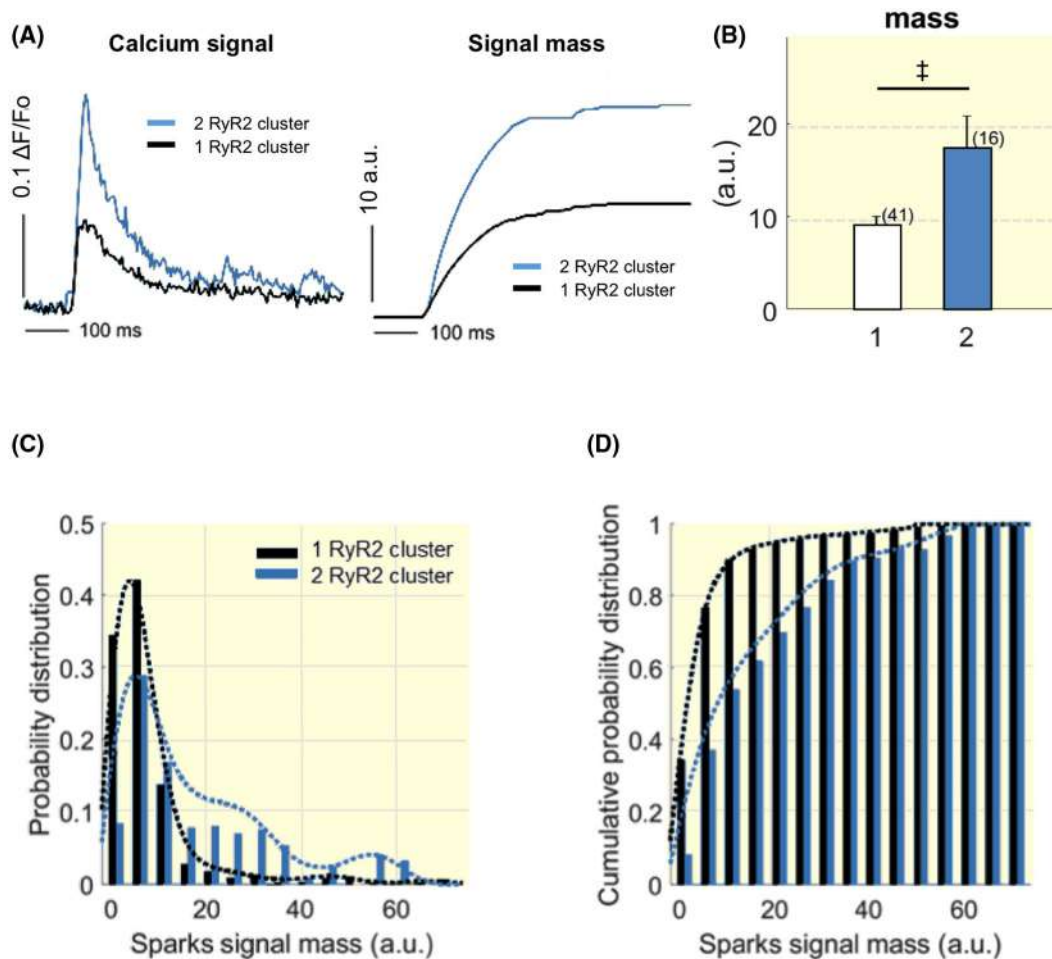 (A)
Calcium signal
Signal mass
0.1 ΔF/Fo
2 RyR2 cluster
1 RyR2 cluster
100 ms
10 a.u.
2 RyR2 cluster
1 RyR2 cluster
100 ms
(B)
mass
‡
(a.u.)
20
10
0
(41)
(16)
1 2
(C)
Probability distribution
0.5
0.4
0.3
0.2
0.1
0
1 RyR2 cluster
2 RyR2 cluster
0 20 40 60
Sparks signal mass (a.u.)
(D)
Cumulative probability distribution
1
0.8
0.6
0.4
0.2
0
0 20 40 60
Sparks signal mass (a.u.)